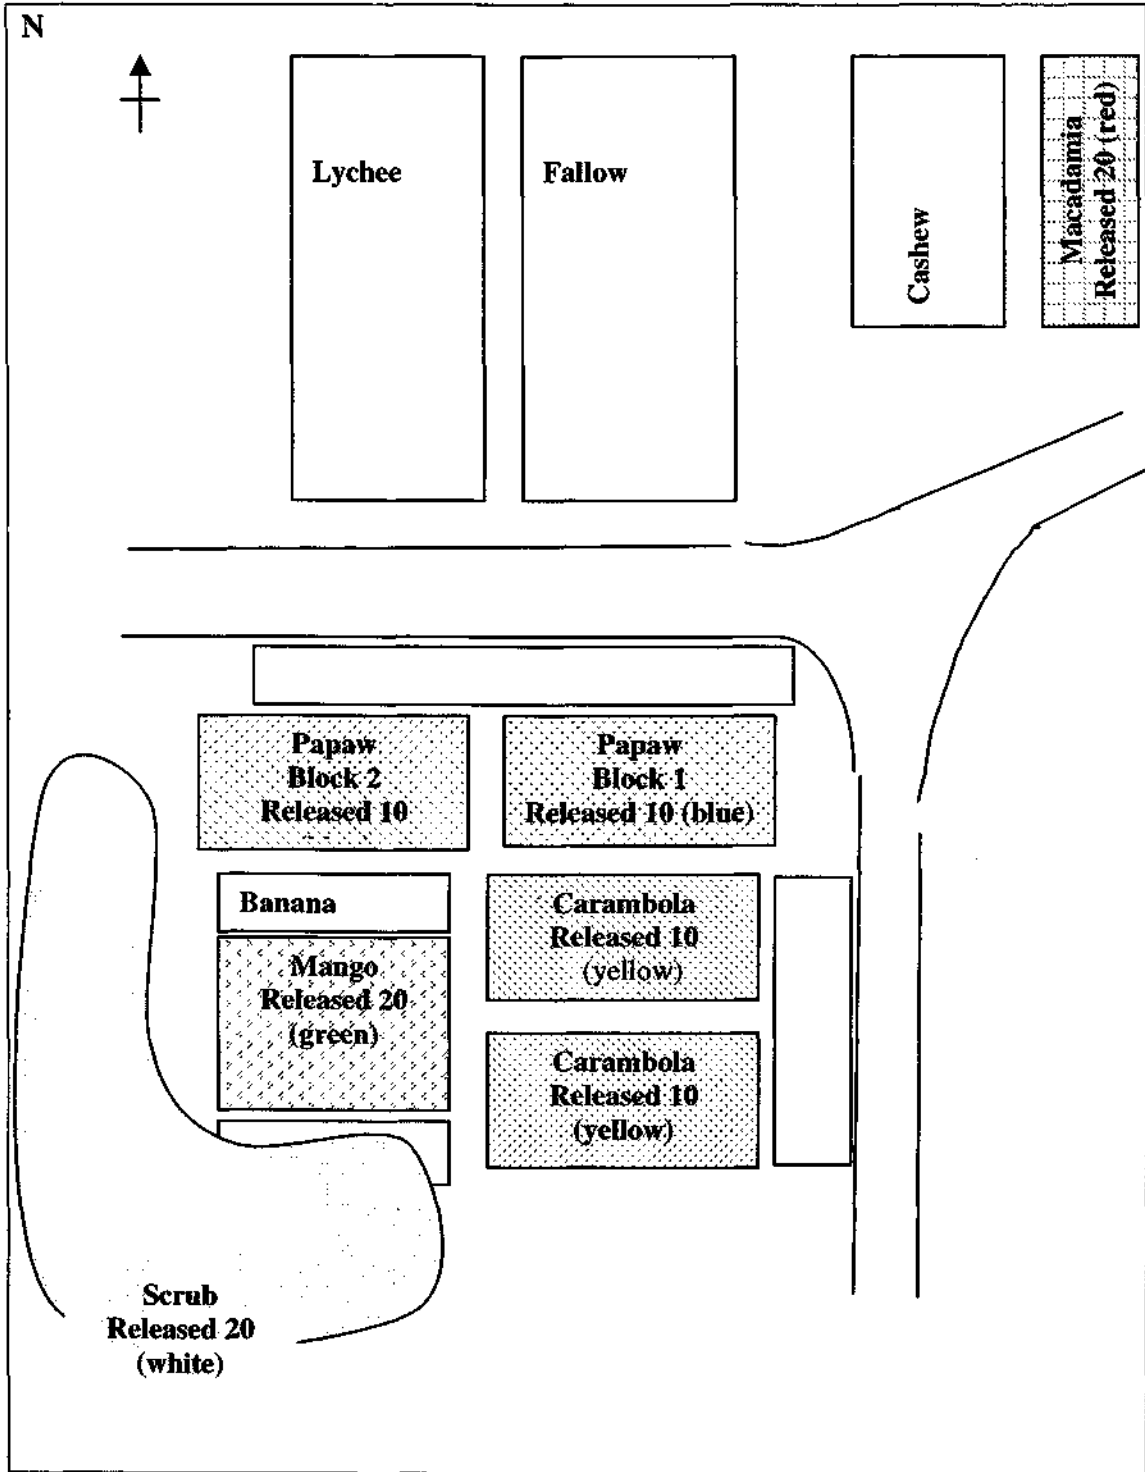 N
Lychee
Fallow
Cashew
Macadamia
Released 20 (red)
Papaw
Block 2
Released 10
Papaw
Block 1
Released 10 (blue)
Banana
Carambola
Released 10
(yellow)
Mango
Released 20
(green)
Carambola
Released 10
(yellow)
Scrub
Released 20
(white)